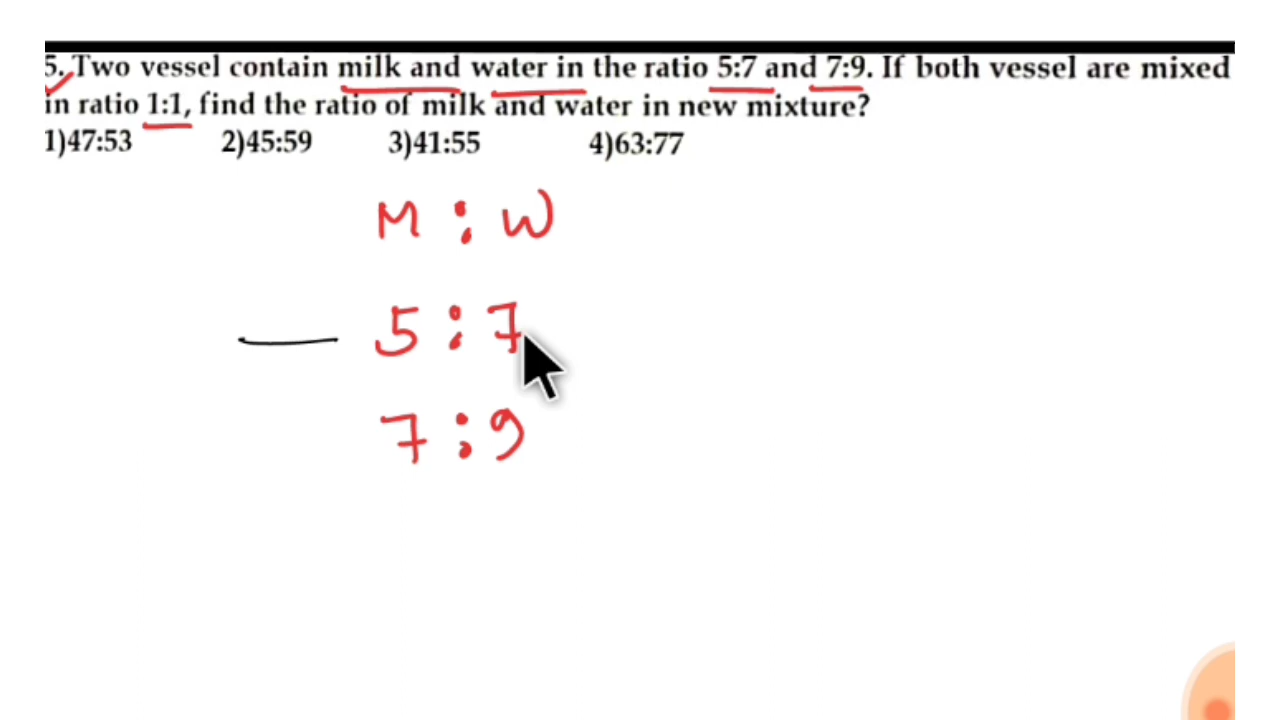 5. Two vessel contain milk and water in the ratio 5:7 and 7:9. If both vessel are mixed
in ratio 1:1, find the ratio of milk and water in new mixture?
1)47:53 2)45:59 3)41:55 4)63:77
M : W
5 : 7
7 : 9